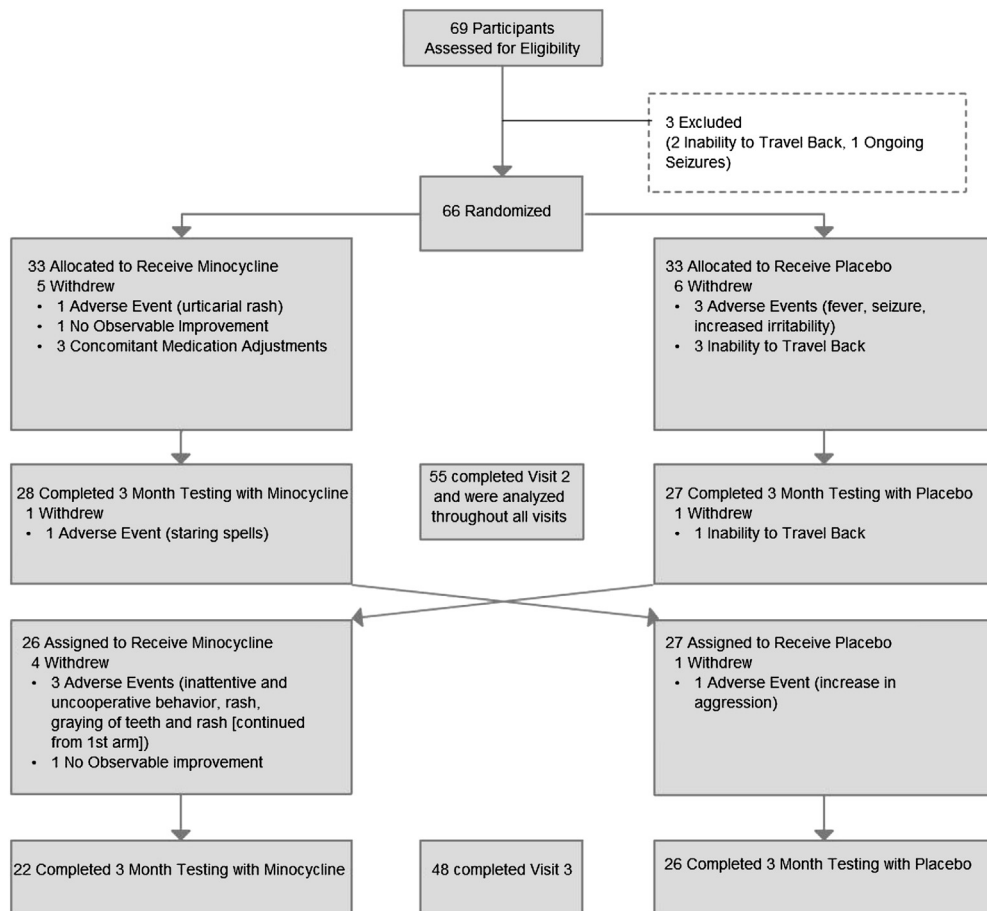 69 Participants
Assessed for Eligibility
3 Excluded
(2 Inability to Travel Back, 1 Ongoing
Seizures)
66 Randomized
33 Allocated to Receive Minocycline
5 Withdrew
• 1 Adverse Event (urticarial rash)
• 1 No Observable Improvement
• 3 Concomitant Medication Adjustments
33 Allocated to Receive Placebo
6 Withdrew
• 3 Adverse Events (fever, seizure,
increased irritability)
• 3 Inability to Travel Back
28 Completed 3 Month Testing with Minocycline
1 Withdrew
• 1 Adverse Event (staring spells)
55 completed Visit 2
and were analyzed
throughout all visits
27 Completed 3 Month Testing with Placebo
1 Withdrew
• 1 Inability to Travel Back
26 Assigned to Receive Minocycline
4 Withdrew
• 3 Adverse Events (inattentive and
uncooperative behavior, rash,
graying of teeth and rash [continued
from 1st arm])
• 1 No Observable improvement
27 Assigned to Receive Placebo
1 Withdrew
• 1 Adverse Event (increase in
aggression)
22 Completed 3 Month Testing with Minocycline
48 completed Visit 3
26 Completed 3 Month Testing with Placebo